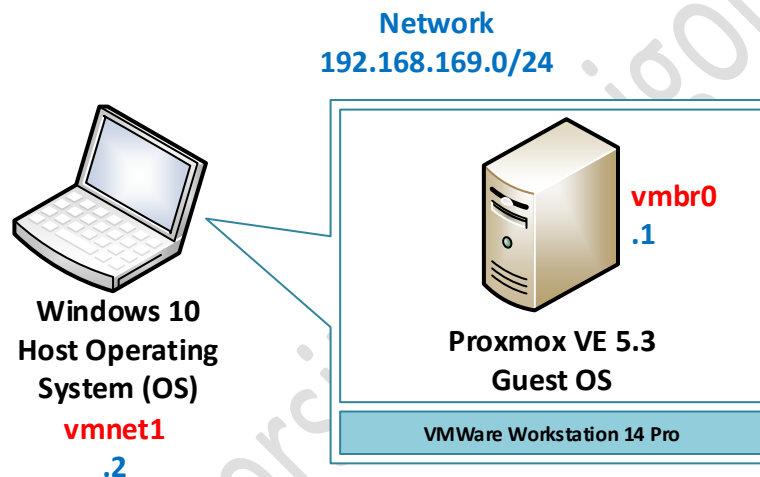 Network
192.168.169.0/24
vmbr0
.1
Windows 10
Host Operating
System (OS)
vmnet1
.2
Proxmox VE 5.3
Guest OS
VMWare Workstation 14 Pro